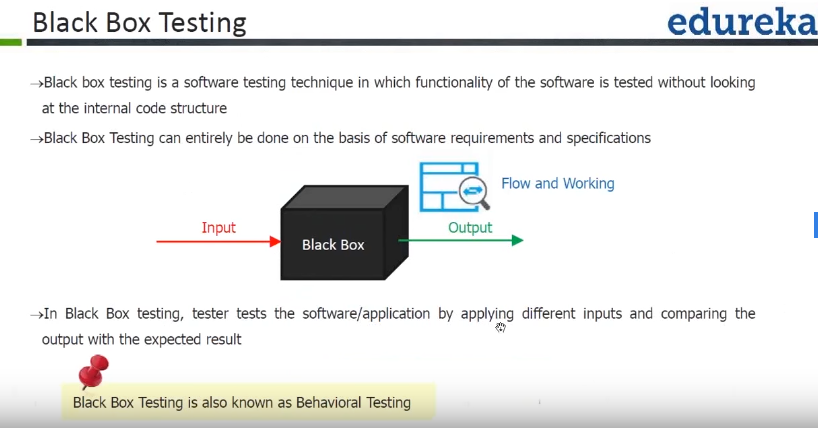 Black Box Testing
edureka
→Black box testing is a software testing technique in which functionality of the software is tested without looking
at the internal code structure
→Black Box Testing can entirely be done on the basis of software requirements and specifications
Flow and Working
Input
Output
Black Box
→In Black Box testing, tester tests the software/application by applying different inputs and comparing the
output with the expected result
Black Box Testing is also known as Behavioral Testing